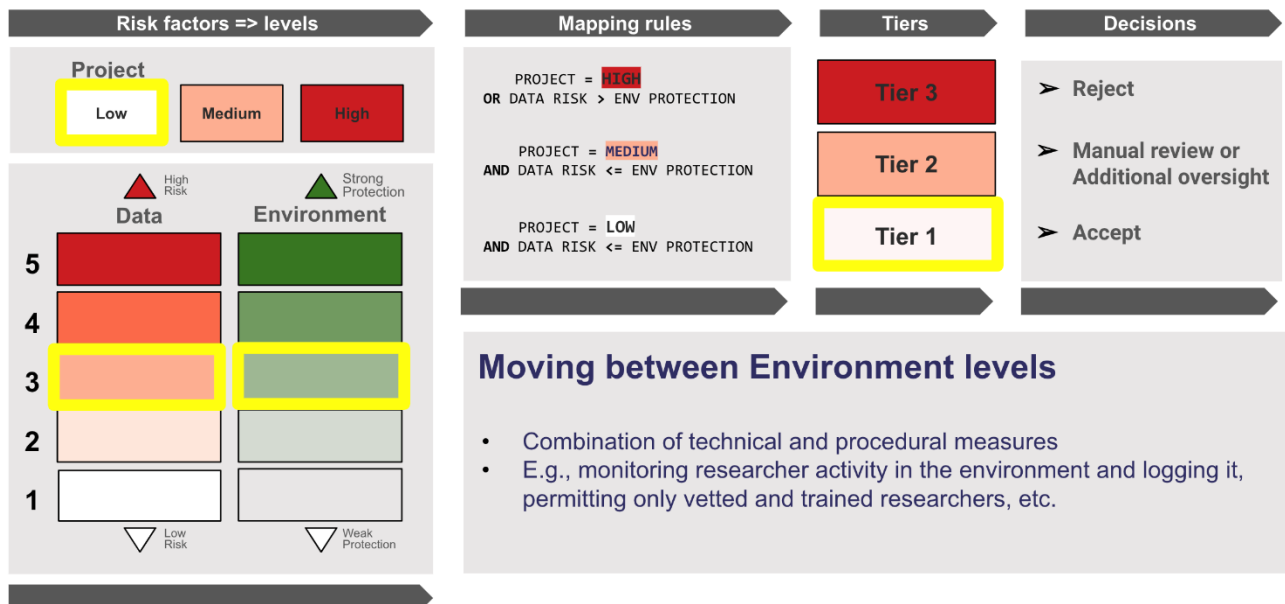 Risk factors => levels
Project
Low
Medium
High
High
Risk
Strong
Protection
Data
Environment
5
4
3
2
1
Low
Risk
Weak
Protection
Mapping rules
PROJECT = HIGH
OR DATA RISK > ENV PROTECTION
PROJECT = MEDIUM
AND DATA RISK <= ENV PROTECTION
PROJECT = LOW
AND DATA RISK <= ENV PROTECTION
Tiers
Tier 3
Tier 2
Tier 1
Decisions
➢ Reject
➢ Manual review or
Additional oversight
➢ Accept
Moving between Environment levels
• Combination of technical and procedural measures
• E.g., monitoring researcher activity in the environment and logging it,
permitting only vetted and trained researchers, etc.